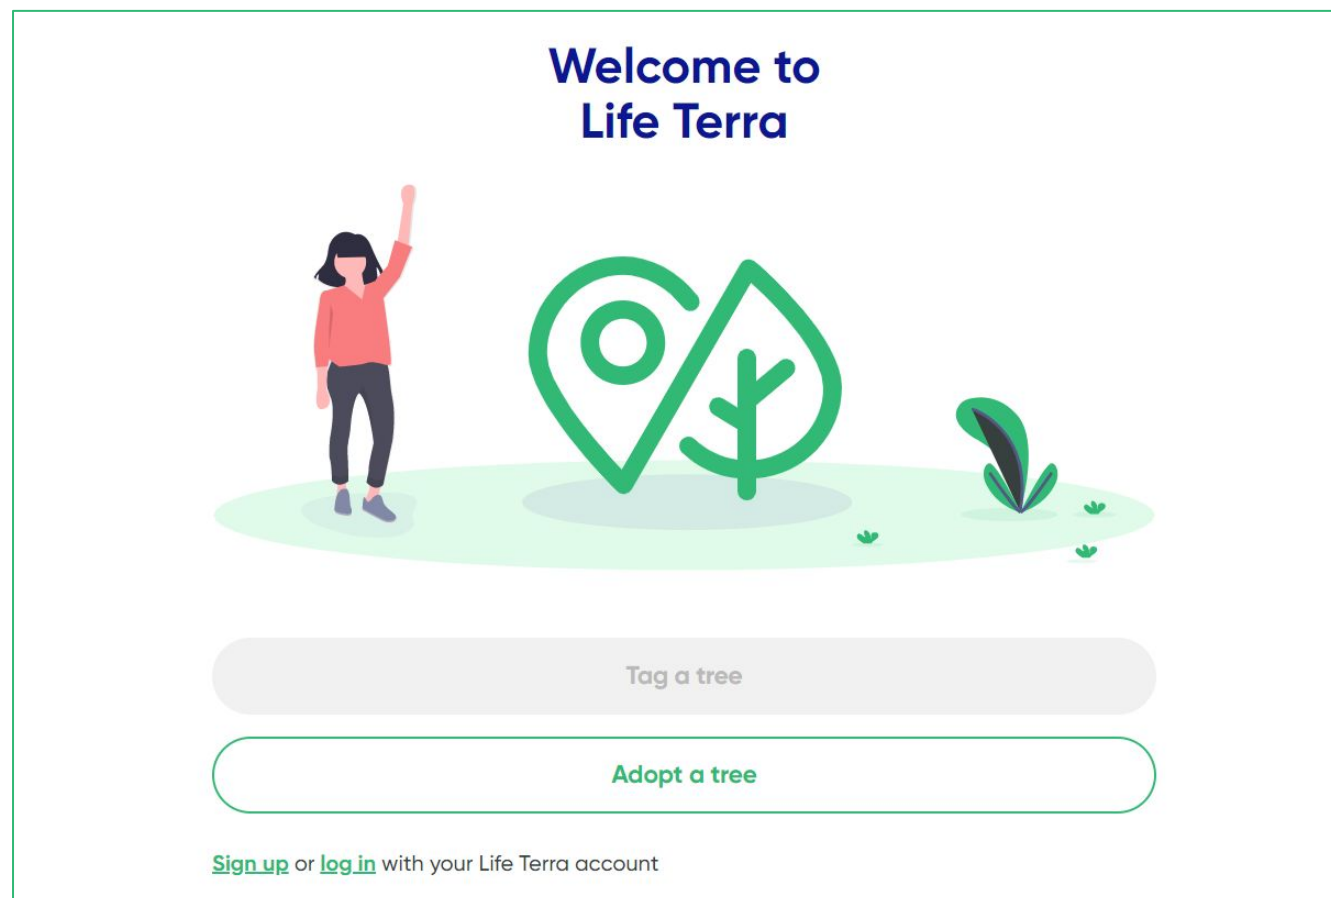 Welcome to
Life Terra
Tag a tree
Adopt a tree
Sign up or log in with your Life Terra account